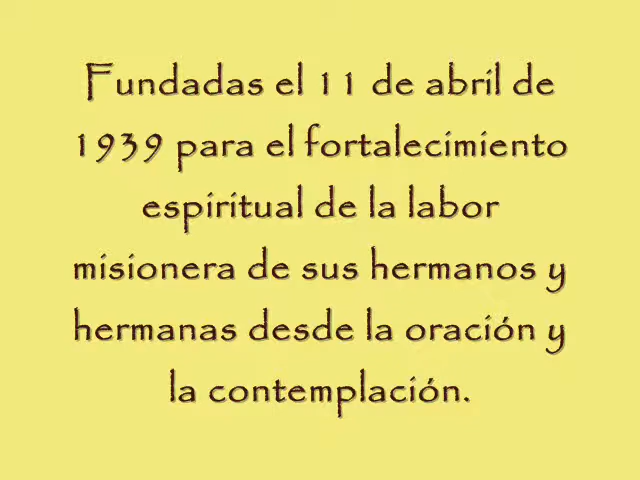 Fundadas el 11 de abril de
1939 para el fortalecimiento
espiritual de la labor
misionera de sus hermanos y
hermanas desde la oración y
la contemplación.